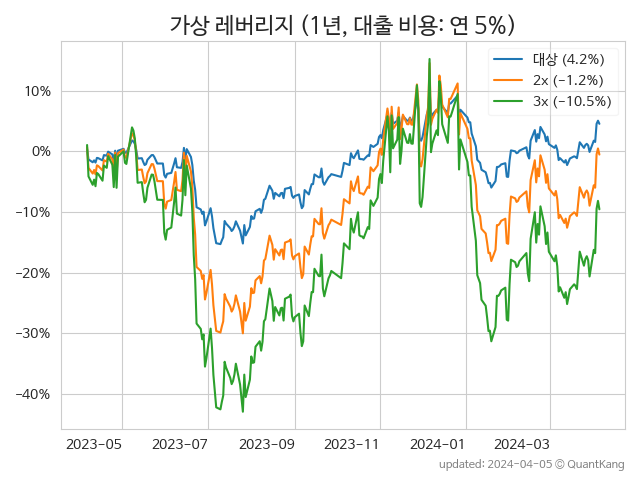 가상 레버리지 (1년, 대출 비용: 연 5%)
대상 (4.2%)
2x (−1.2%)
3x (−10.5%)
10%
0%
−10%
−20%
−30%
−40%
2023-05 2023-07 2023-09 2023-11 2024-01 2024-03
updated: 2024-04-05 © QuantKang